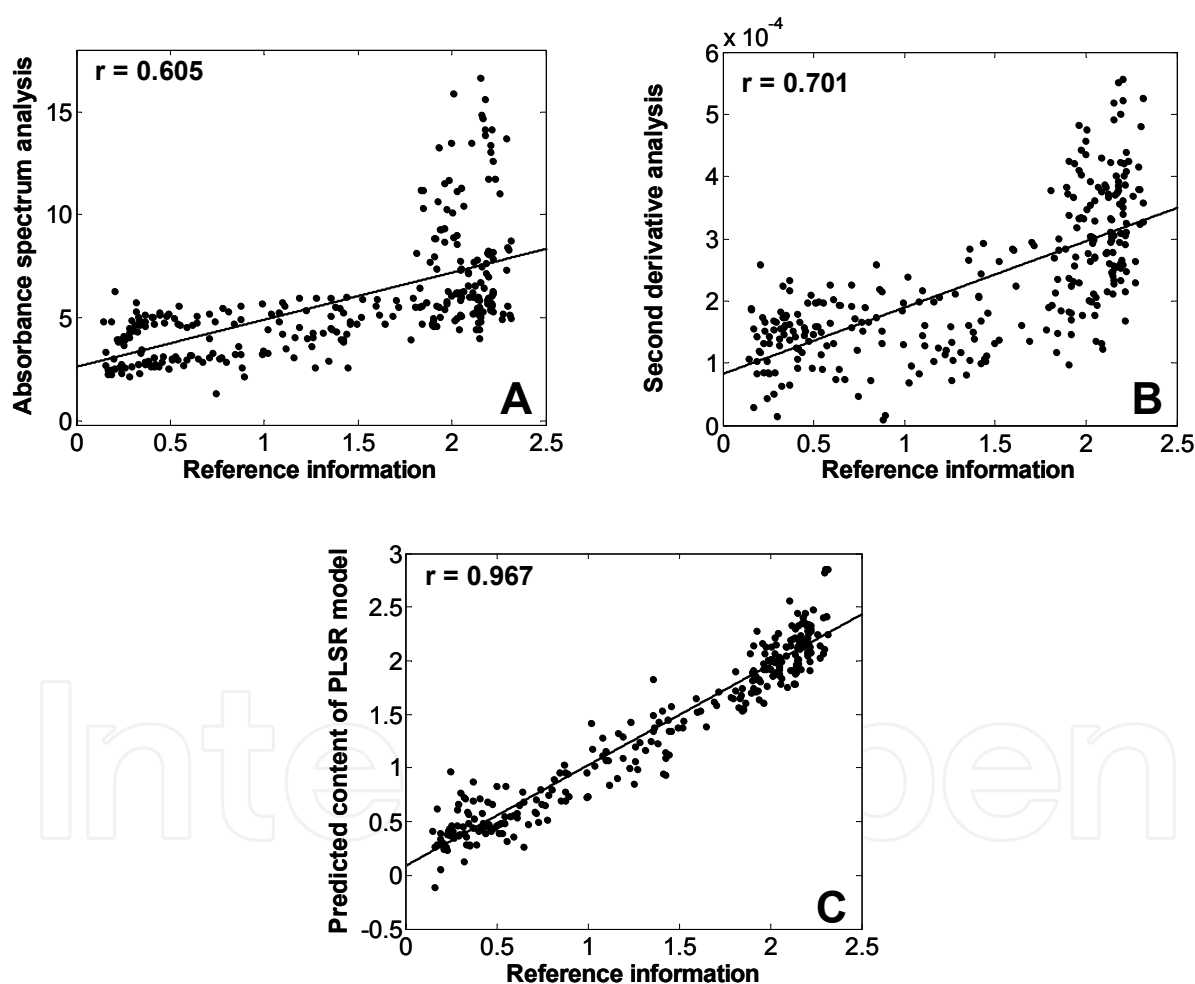 r = 0.605
Absorbance spectrum analysis
15
10
5
0
0 0.5 1 1.5 2 2.5
Reference information
A
x 10-4
r = 0.701
Second derivative analysis
6
5
4
3
2
1
0
0 0.5 1 1.5 2 2.5
Reference information
B
r = 0.967
Predicted content of PLSR model
3
2.5
2
1.5
1
0.5
0
-0.5
0 0.5 1 1.5 2 2.5
Reference information
C